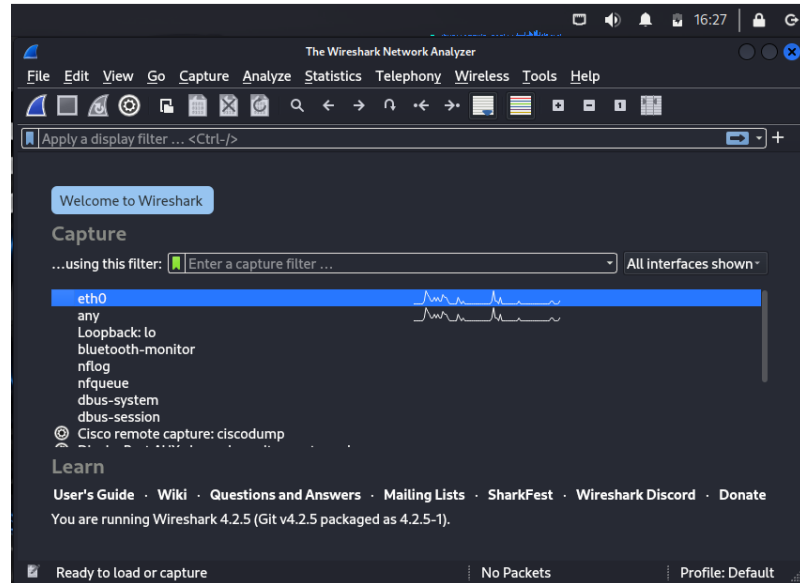 16:27
The Wireshark Network Analyzer
File Edit View Go Capture Analyze Statistics Telephony Wireless Tools Help
Apply a display filter ... <Ctrl-/>
Welcome to Wireshark
Capture
...using this filter: Enter a capture filter ... All interfaces shown
eth0
any
Loopback: lo
bluetooth-monitor
nflog
nfqueue
dbus-system
dbus-session
Cisco remote capture: ciscodump
Learn
User's Guide · Wiki · Questions and Answers · Mailing Lists · SharkFest · Wireshark Discord · Donate
You are running Wireshark 4.2.5 (Git v4.2.5 packaged as 4.2.5-1).
Ready to load or capture No Packets Profile: Default